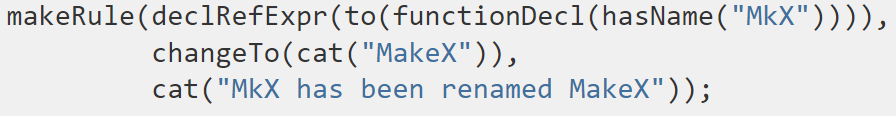 makeRule(declRefExpr(to(functionDecl(hasName("MkX")))),
         changeTo(cat("MakeX")),
         cat("MkX has been renamed MakeX"));